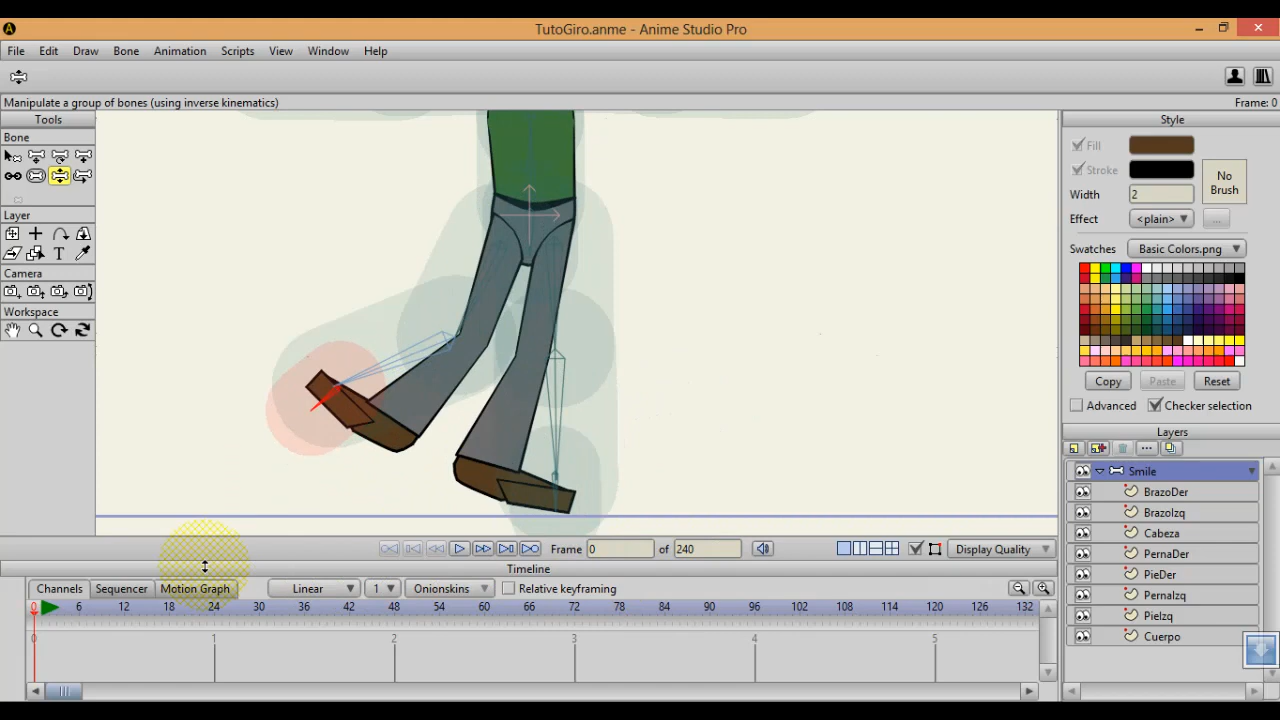 TutoGiro.anme - Anime Studio Pro
File Edit Draw Bone Animation Scripts View Window Help
Manipulate a group of bones (using inverse kinematics) Frame: 0
Tools
Bone
Layer
Camera
Workspace
Style
Fill
Stroke
No Brush
Width 2
Effect <plain> ...
Swatches Basic Colors.png
Copy Paste Reset
Advanced Checker selection
Layers
Smile
BrazoDer
BrazoIzq
Cabeza
PernaDer
PieDer
PernaIzq
PieIzq
Cuerpo
Frame 0 of 240 Display Quality
Timeline
Channels Sequencer Motion Graph Linear 1 Onionskins Relative keyframing
0 6 12 18 24 30 36 42 48 54 60 66 72 78 84 90 96 102 108 114 120 126 132
0 1 2 3 4 5